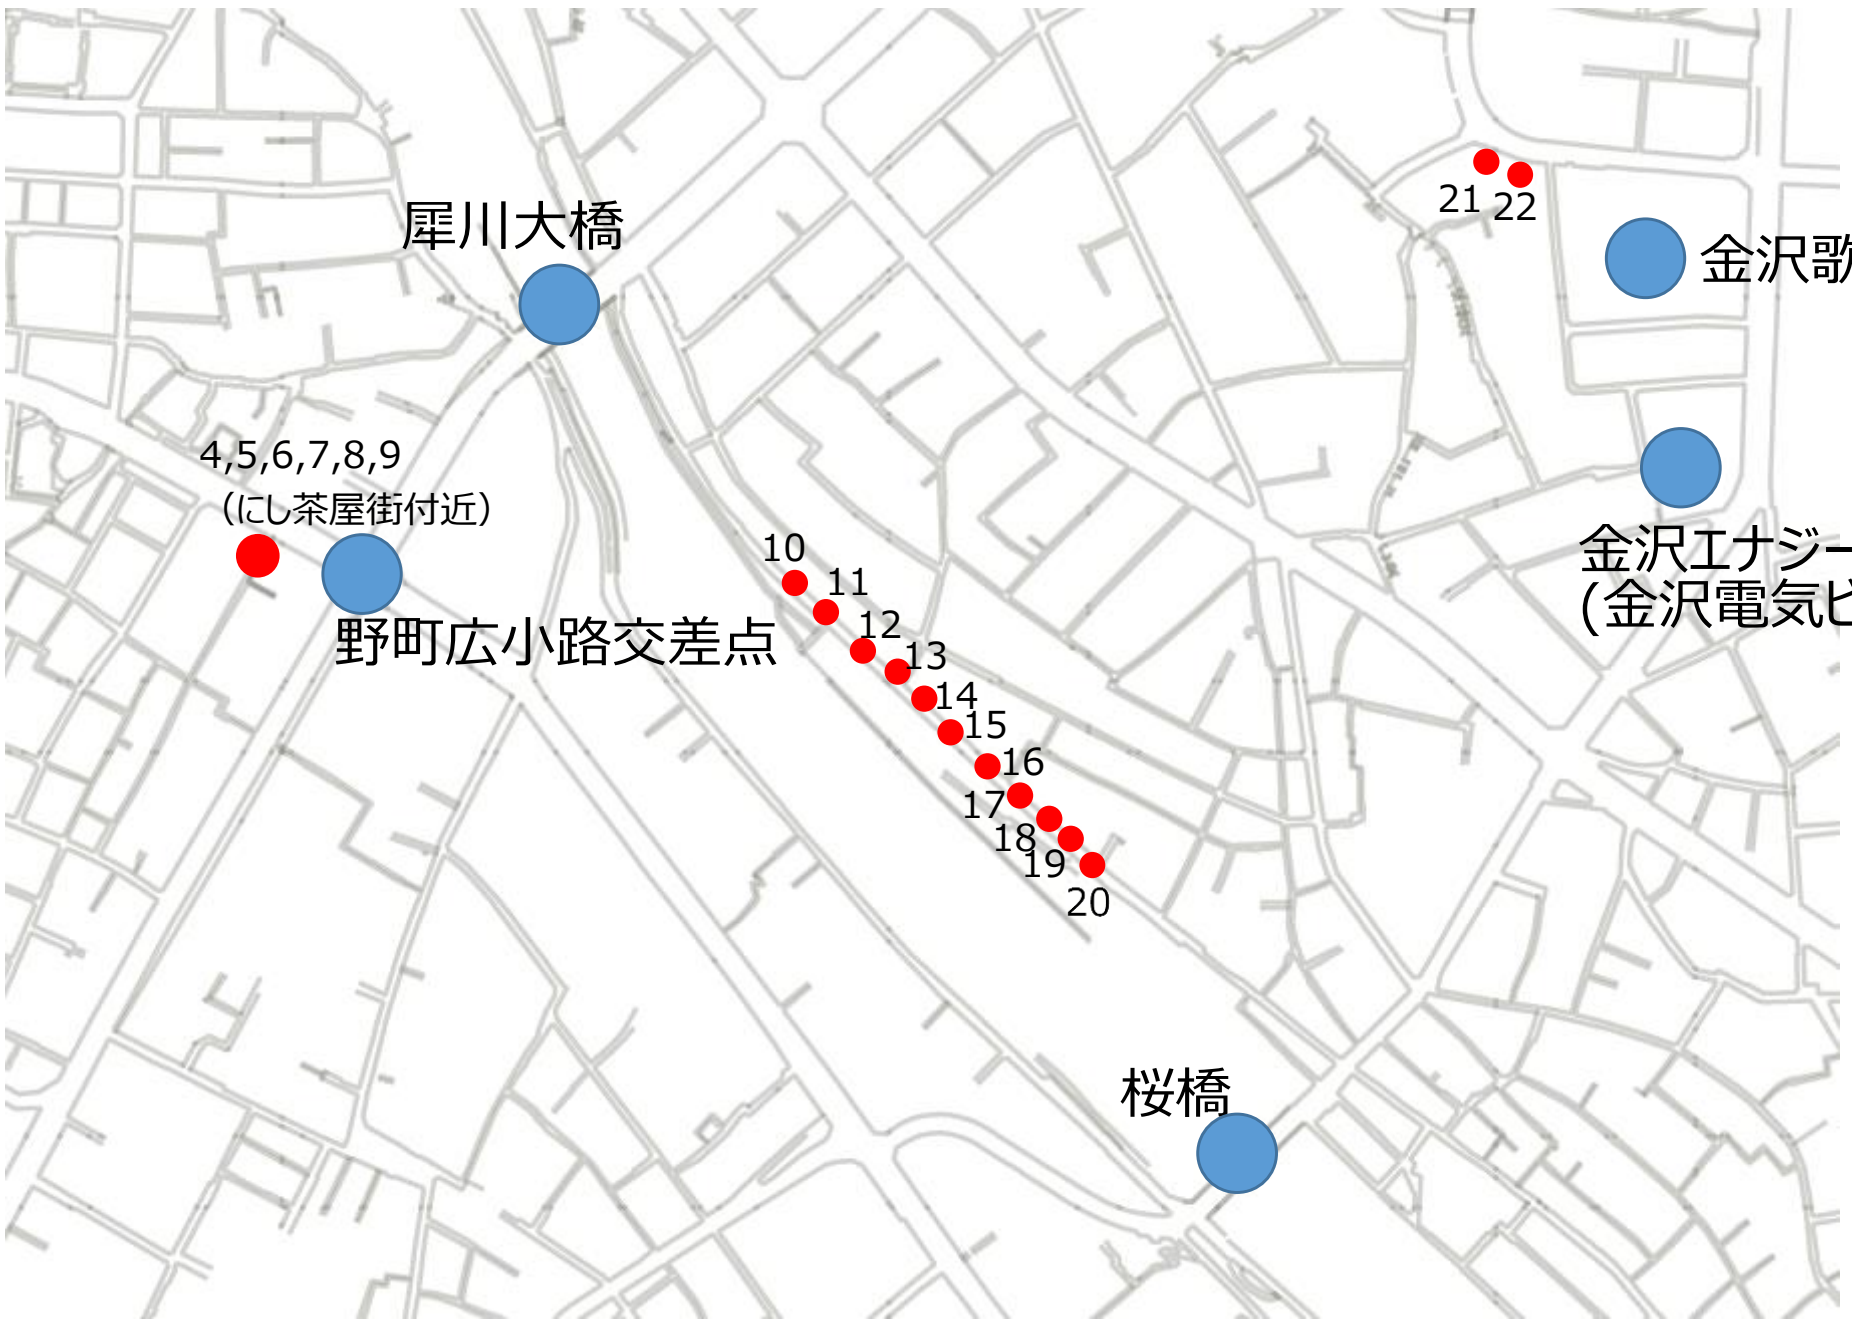 犀川大橋
21
22
金沢歌
4,5,6,7,8,9
(にし茶屋街付近)
野町広小路交差点
10
11
12
13
14
15
16
17
18
19
20
金沢エナジー
(金沢電気ビ
桜橋